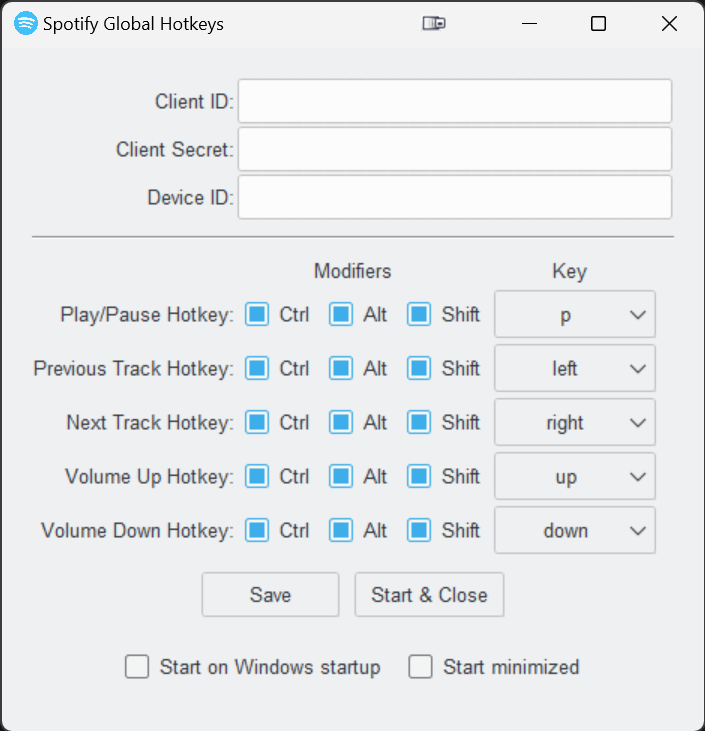 Spotify Global Hotkeys
Client ID:
Client Secret:
Device ID:
Modifiers Key
Play/Pause Hotkey: Ctrl Alt Shift p
Previous Track Hotkey: Ctrl Alt Shift left
Next Track Hotkey: Ctrl Alt Shift right
Volume Up Hotkey: Ctrl Alt Shift up
Volume Down Hotkey: Ctrl Alt Shift down
Save Start & Close
Start on Windows startup Start minimized